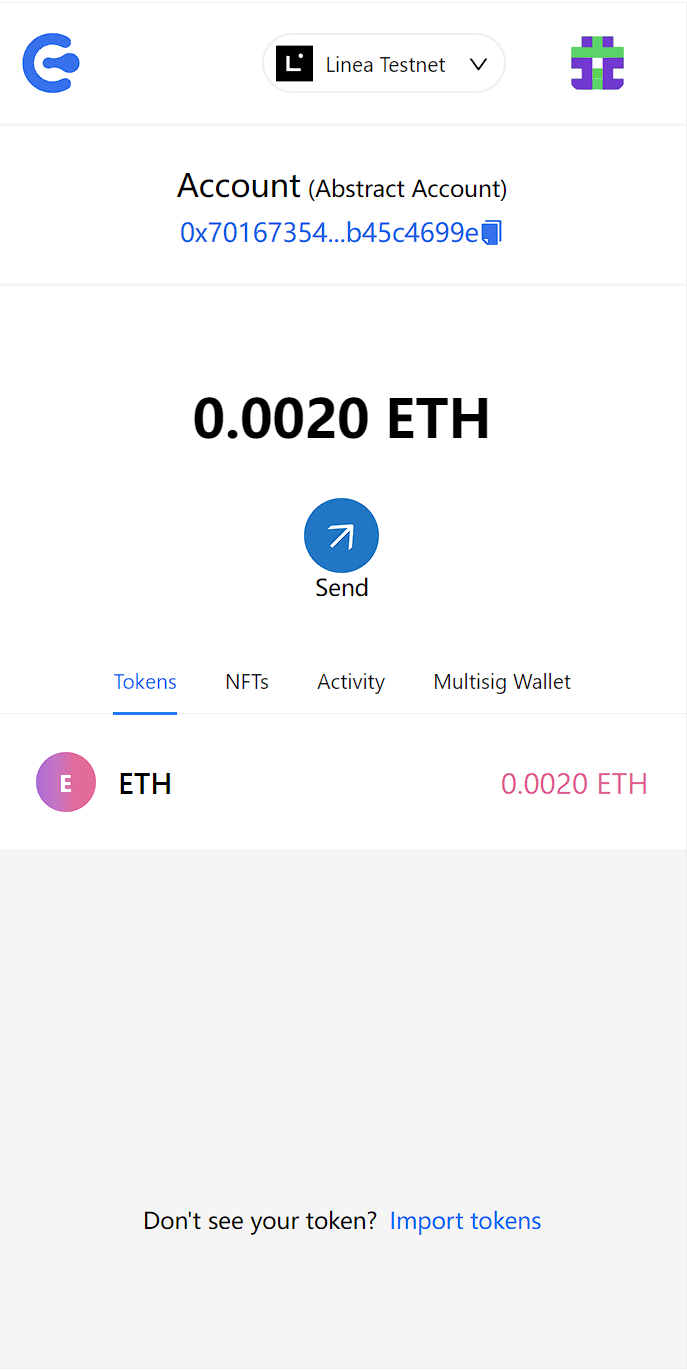 Linea Testnet
Account (Abstract Account)
0x70167354...b45c4699e
0.0020 ETH
Send
Tokens NFTs Activity Multisig Wallet
E ETH 0.0020 ETH
Don't see your token? Import tokens